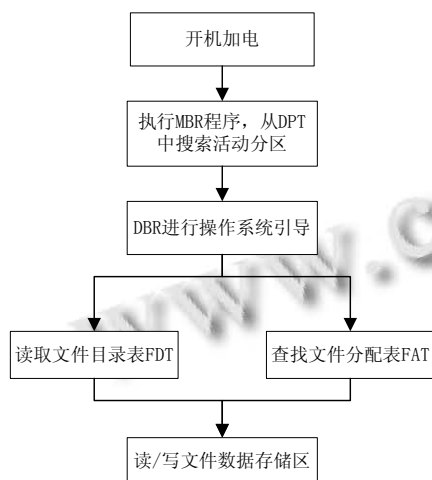 开机加电
执行MBR程序，从DPT
中搜索活动分区
DBR进行操作系统引导
读取文件目录表FDT
查找文件分配表FAT
读/写文件数据存储区
www.c